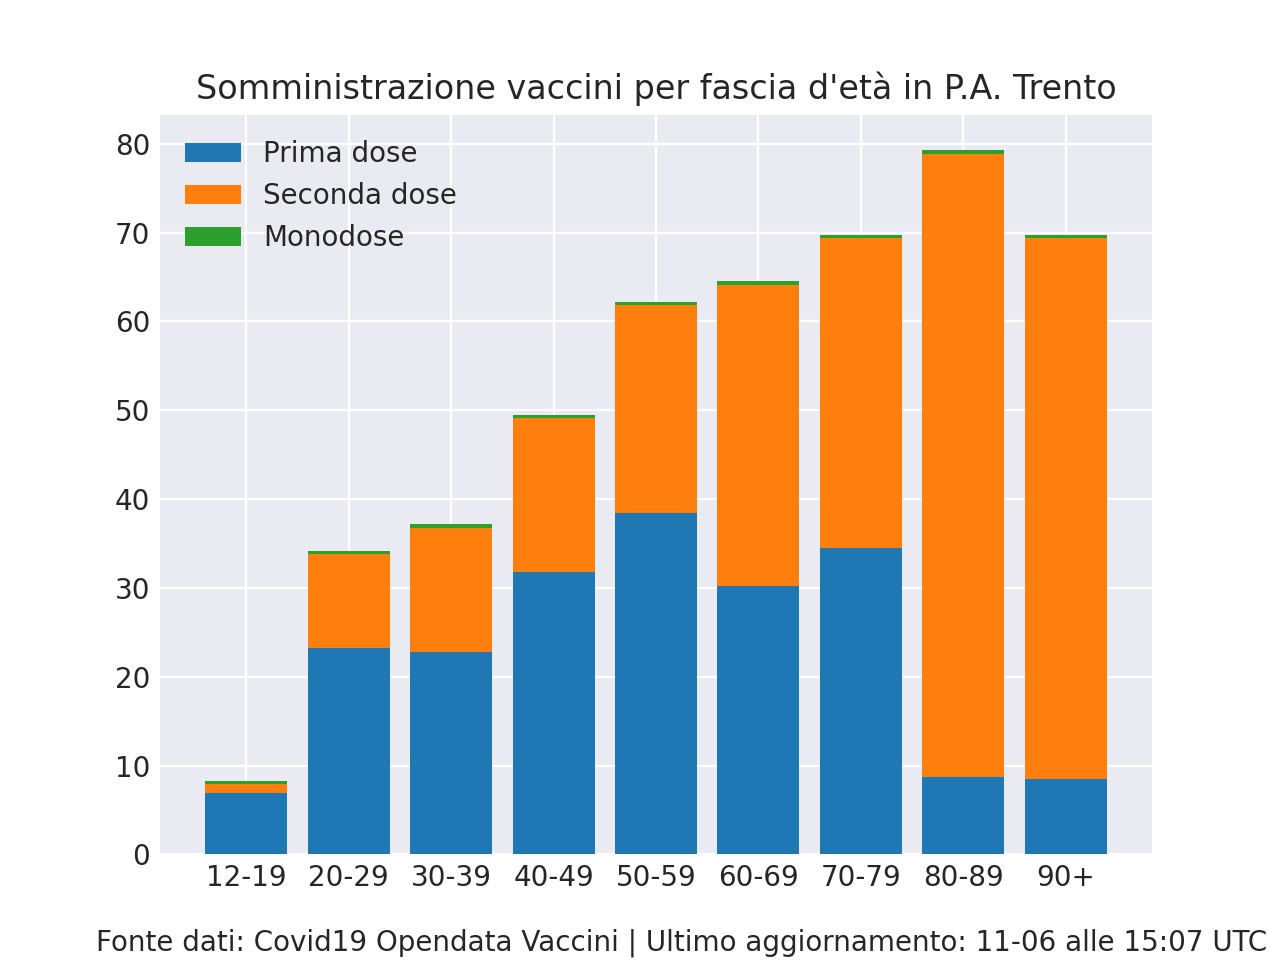 Somministrazione vaccini per fascia d'età in P.A. Trento
Prima dose
Seconda dose
Monodose
80
70
60
50
40
30
20
10
0
12-19 20-29 30-39 40-49 50-59 60-69 70-79 80-89 90+
Fonte dati: Covid19 Opendata Vaccini | Ultimo aggiornamento: 11-06 alle 15:07 UTC